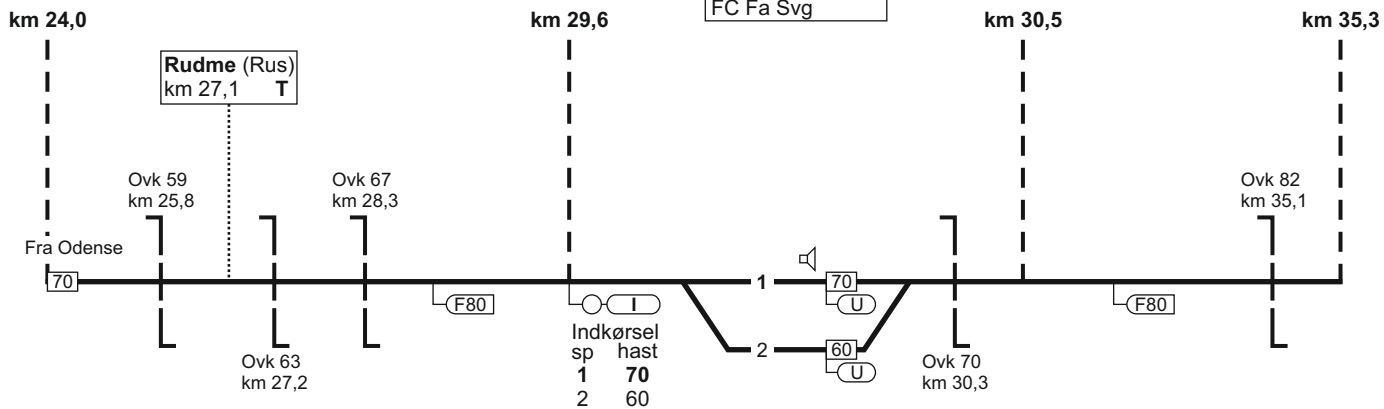 FC Fa Svg
km 24,0
km 29,6
km 30,5
km 35,3
Rudme (Rus)
km 27,1 T
Ovk 59
km 25,8
Ovk 67
km 28,3
Ovk 82
km 35,1
Fra Odense
70
1
70
F80
I
U
F80
Indkørsel
sp hast
1 70
2 60
2
60
U
Ovk 63
km 27,2
Ovk 70
km 30,3